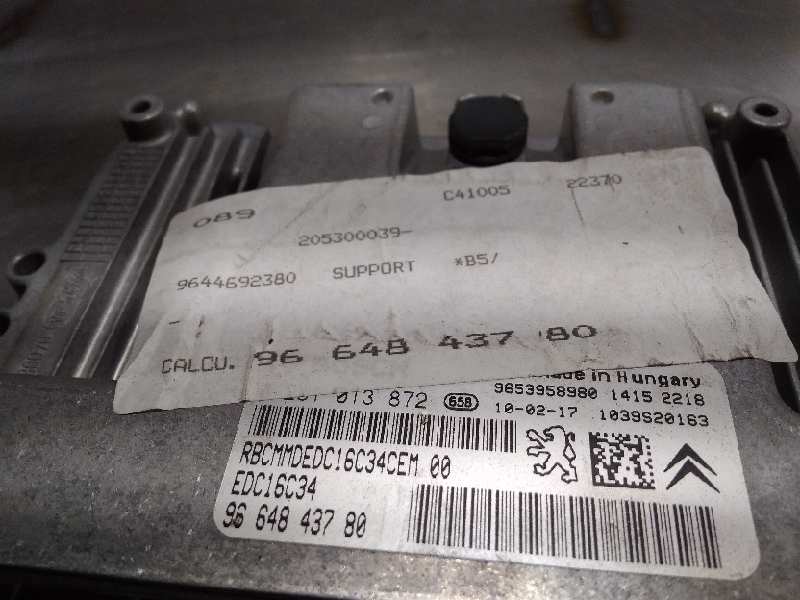 089 C41005 22370
205300039-
9644692380 SUPPORT *B5/
-
CALCU. 96 648 437 80
in Hungary
013 872 658 9653958980 1415 2218
10-02-17 1039S20163
RBCMMDEDC16C34CEM 00
EDC16C34
96 648 437 80